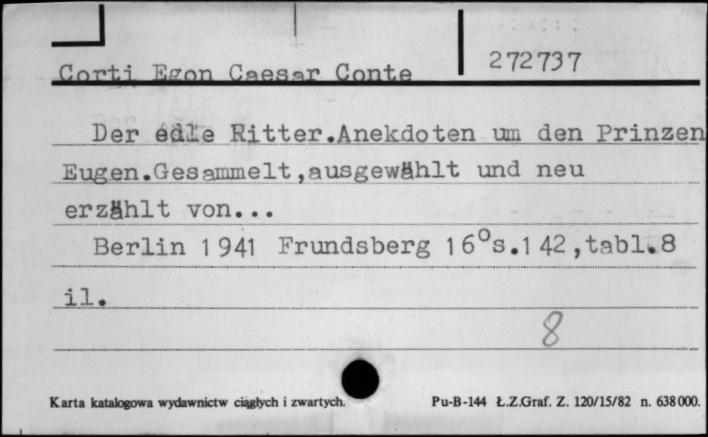 Corti Egon Caesar Conte
272737
Der edle Ritter.Anekdoten um den Prinzen
Eugen.Gesammelt,ausgewählt und neu
erzählt von...
Berlin 1941 Frundsberg 16°s.142,tabl.8
il.
8
Karta katalogowa wydawnictw ciągłych i zwartych.
Pu-B-144 Ł.Z.Graf. Z. 120/15/82 n. 638000.